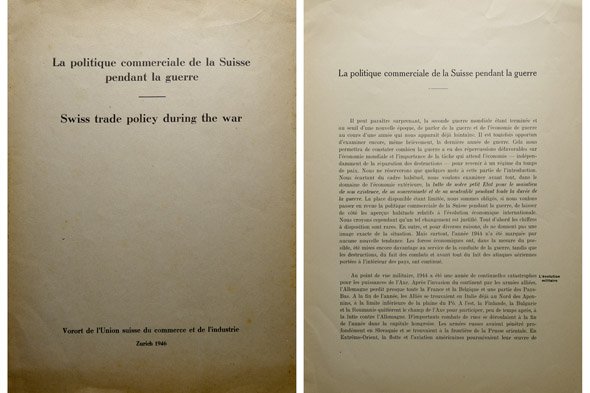 La politique commerciale de la Suisse
pendant la guerre
Swiss trade policy during the war
Vorort de l'Union suisse du commerce et de l'industrie
Zurich 1946
La politique commerciale de la Suisse pendant la guerre
Il peut paraître surprenant, la seconde guerre mondiale étant terminée et
au seuil d'une nouvelle époque, de parler de la guerre et de l'économie de guerre
au cours d'une année qui nous apparaît déjà lointaine. Il est toutefois opportun
d'examiner encore, même brièvement, la dernière année de guerre. Cela nous
permettra de constater combien la guerre a eu des répercussions défavorables sur
l'économie mondiale et l'importance de la tâche qui attend l'économie — indépen-
damment de la réparation des destructions — pour revenir à un régime du temps
de paix. Nous ne réserverons que quelques mots à cette partie de l'introduction.
Nous écartant du cadre habituel, nous voulons examiner avant tout, dans le
domaine de l'économie extérieure, la lutte de notre petit Etat pour le maintien
de son existence, de sa souveraineté et de sa neutralité pendant toute la durée de
la guerre. La place disponible étant limitée, nous sommes obligés, si nous voulons
passer en revue la politique commerciale de la Suisse pendant la guerre, de laisser
de côté les aperçus habituels relatifs à l'évolution économique internationale.
Nous croyons cependant qu'un tel changement est justifié. Tout d'abord les chiffres
à disposition sont rares. En outre, et pour diverses raisons, ils ne donnent pas une
image exacte de la situation. Mais surtout, l'année 1944 n'a été marquée par
aucune nouvelle tendance. Les forces économiques ont, dans la mesure du pos-
sible, été mises encore davantage au service de la conduite de la guerre, tandis que
les destructions, du fait des combats et avant tout du fait des attaques aériennes
portées à l'intérieur des pays, ont continué.
Au point de vue militaire, 1944 a été une année de continuelles catastrophes
pour les puissances de l'Axe. Après l'invasion du continent par les armées alliées,
l'Allemagne perdit presque toute la France et la Belgique et une partie des Pays-
Bas. A la fin de l'année, les Alliés se trouvaient en Italie déjà au Nord des Apen-
nins, à la limite inférieure de la plaine du Pô. A l'est, la Finlande, la Bulgarie
et la Roumanie quittèrent le champ de l'Axe pour participer, peu de temps après, à
la lutte contre l'Allemagne. D'importants combats de rues se déroulaient à la fin
de l'année dans la capitale hongroise. Les armées russes avaient pénétré pro-
fondément en Slovaquie et se trouvaient à la frontière de la Prusse orientale. En
Extrême-Orient, la flotte et l'aviation américaines poursuivaient leur œuvre de
L'évolution
militaire